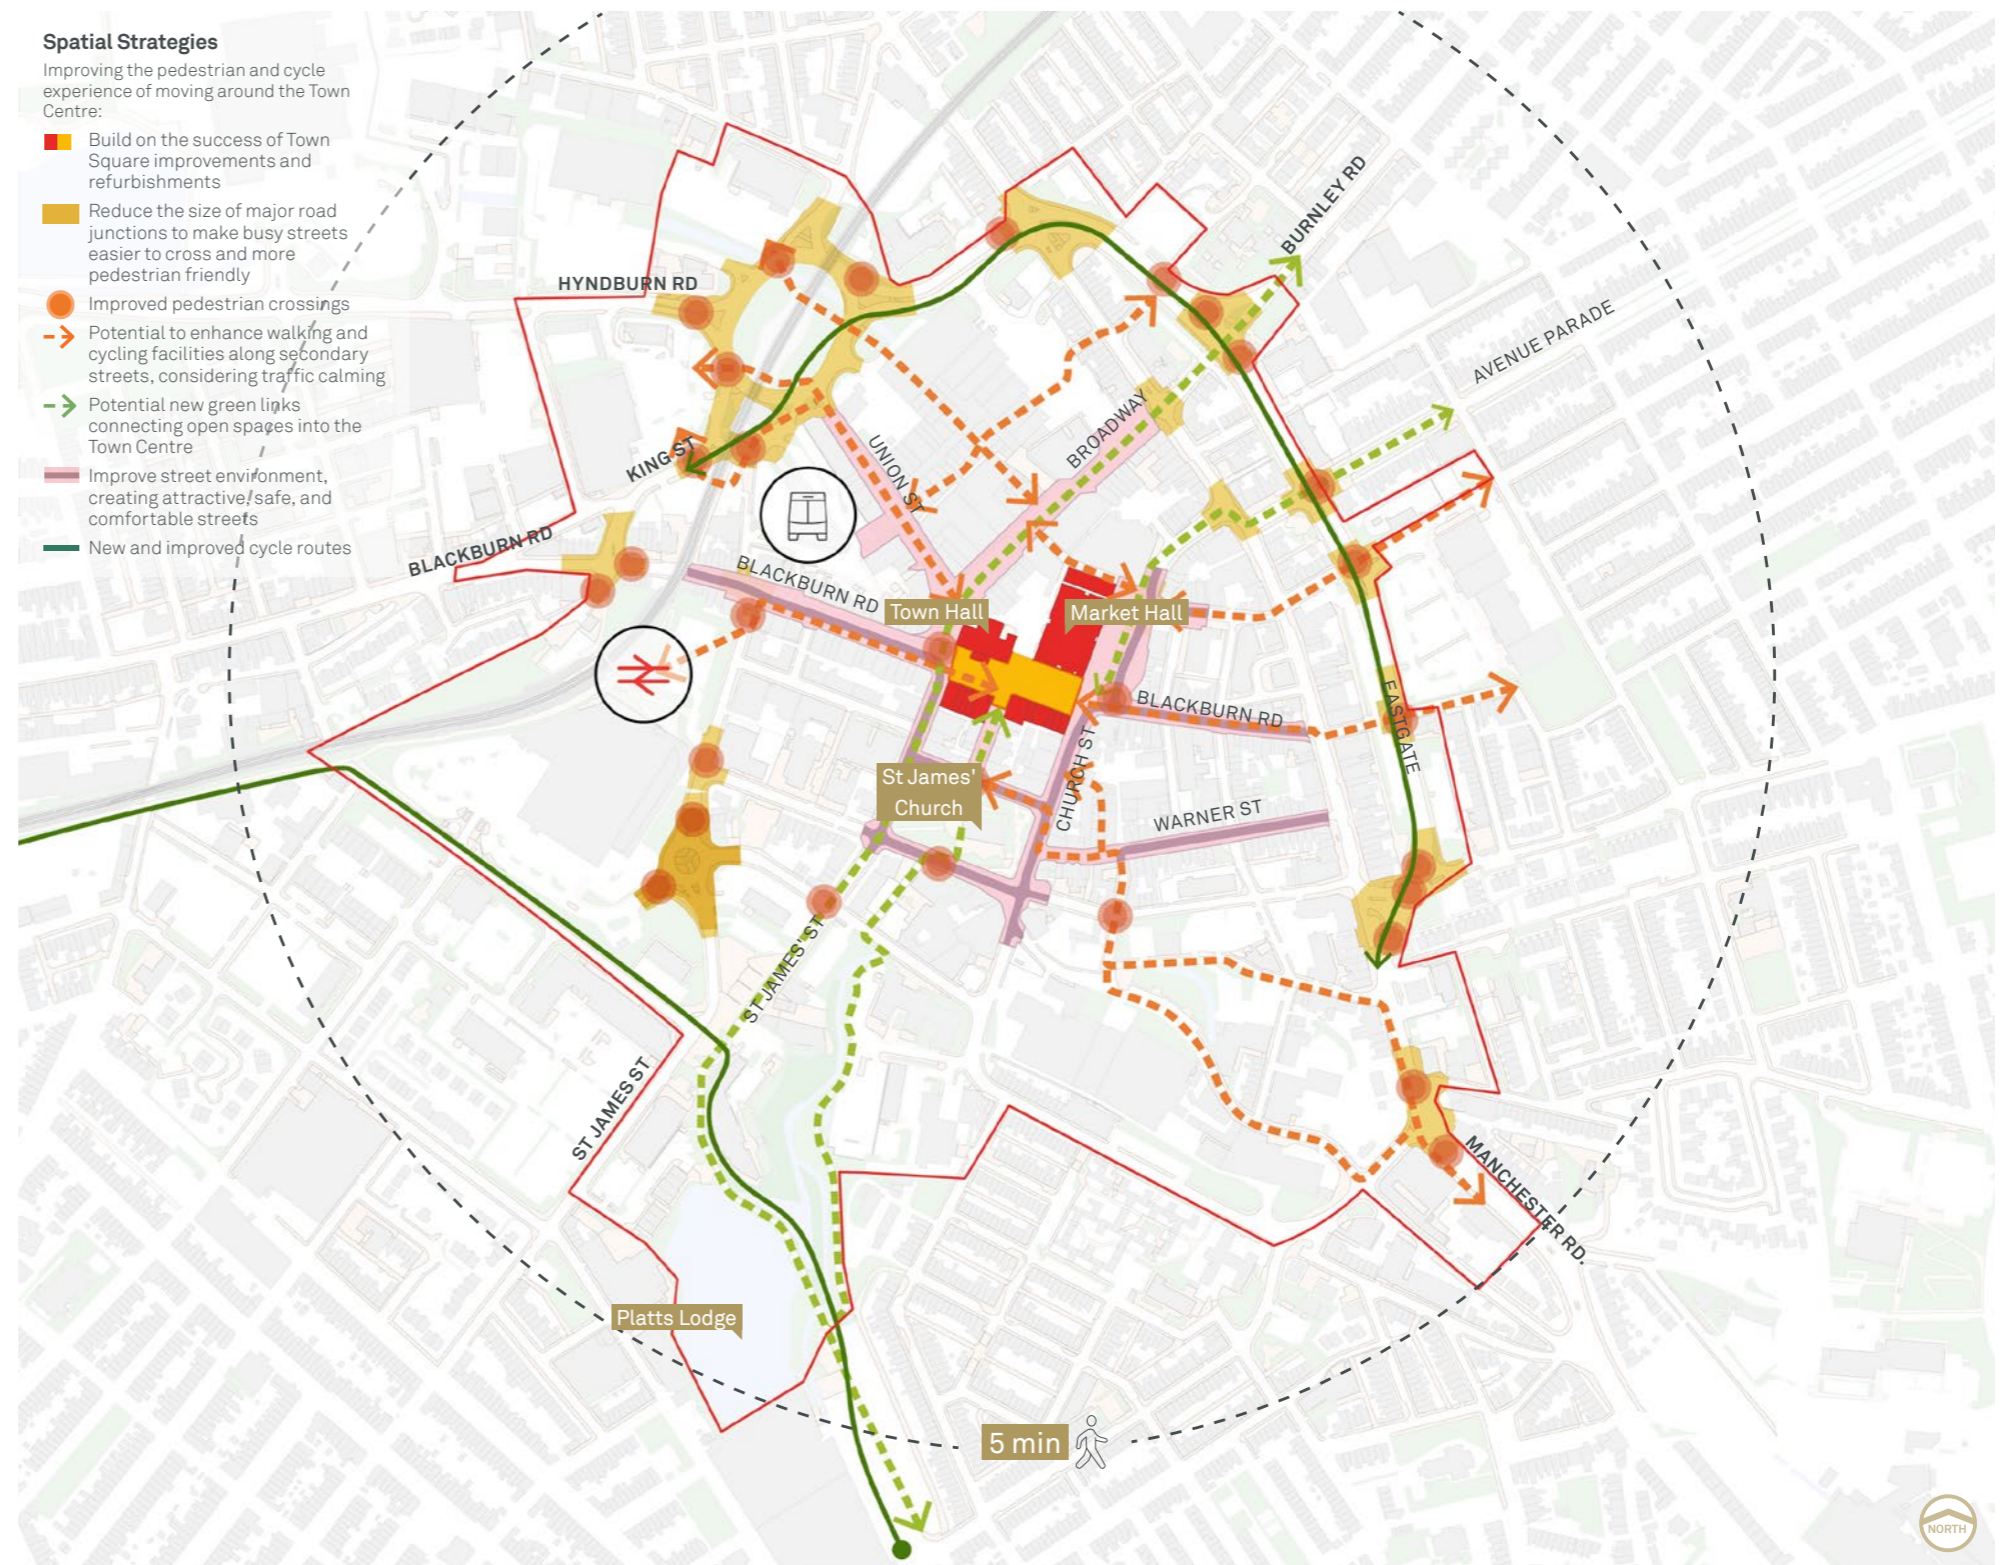 Spatial Strategies
Improving the pedestrian and cycle
experience of moving around the Town
Centre:
Build on the success of Town
Square improvements and
refurbishments
Reduce the size of major road
junctions to make busy streets
easier to cross and more
pedestrian friendly
Improved pedestrian crossings
Potential to enhance walking and
cycling facilities along secondary
streets, considering traffic calming
Potential new green links
connecting open spaces into the
Town Centre
Improve street environment,
creating attractive, safe, and
comfortable streets
New and improved cycle routes
HYNDBURN RD
BURNLEY RD
AVENUE PARADE
BROADWAY
UNION ST
KING ST
BLACKBURN RD
BLACKBURN RD
Town Hall
Market Hall
BLACKBURN RD
EASTGATE
CHURCH ST
St James'
Church
WARNER ST
ST JAMES' ST
ST JAMES ST
MANCHESTER RD
Platts Lodge
5 min
NORTH